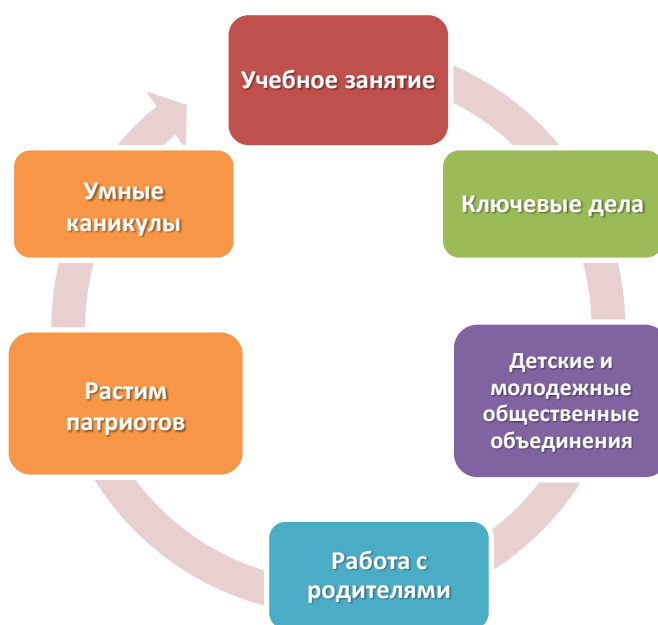 Учебное занятие
Ключевые дела
Детские и
молодежные
общественные
объединения
Работа с
родителями
Растим
патриотов
Умные
каникулы